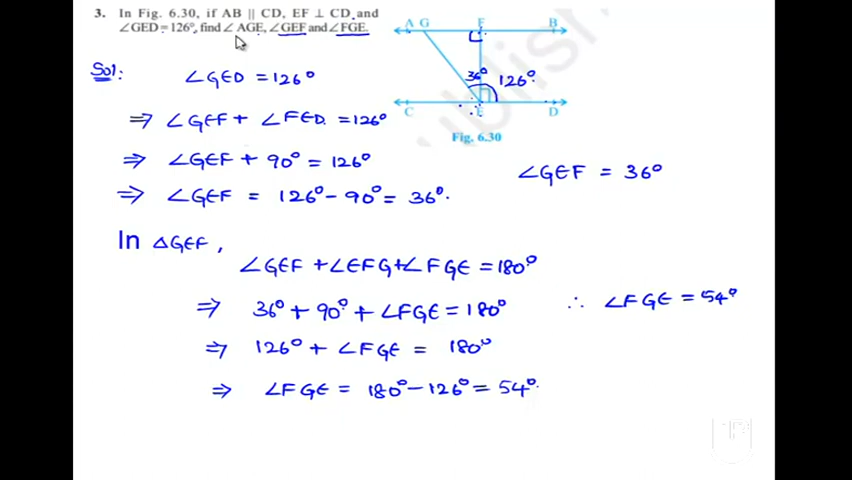 3. In Fig. 6.30, if AB || CD, EF ⊥ CD and
∠GED = 126°, find ∠ AGE, ∠GEF and ∠FGE.
A G F B
36° 126°
C E D
Fig. 6.30
Sol:
∠GED = 126°
⇒ ∠GEF + ∠FED = 126°
⇒ ∠GEF + 90° = 126°
⇒ ∠GEF = 126° - 90° = 36°.
∠GEF = 36°
In △GEF,
∠GEF + ∠EFG + ∠FGE = 180°
⇒ 36° + 90° + ∠FGE = 180°
⇒ 126° + ∠FGE = 180°
⇒ ∠FGE = 180° - 126° = 54°.
∴ ∠FGE = 54°